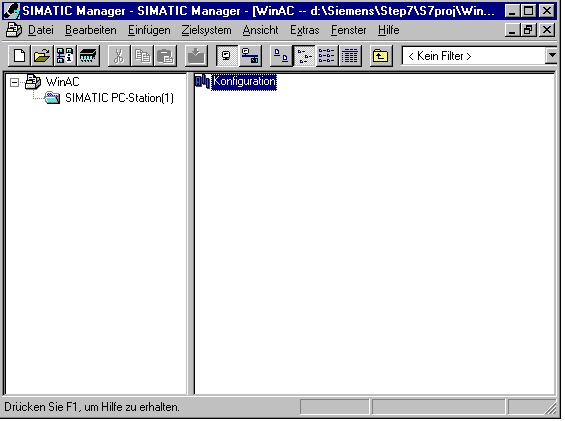 SIMATIC Manager - SIMATIC Manager - [WinAC -- d:\Siemens\Step7\S7proj\Win...
Datei Bearbeiten Einfügen Zielsystem Ansicht Extras Fenster Hilfe
< Kein Filter >
WinAC
SIMATIC PC-Station(1)
Konfiguration
Drücken Sie F1, um Hilfe zu erhalten.